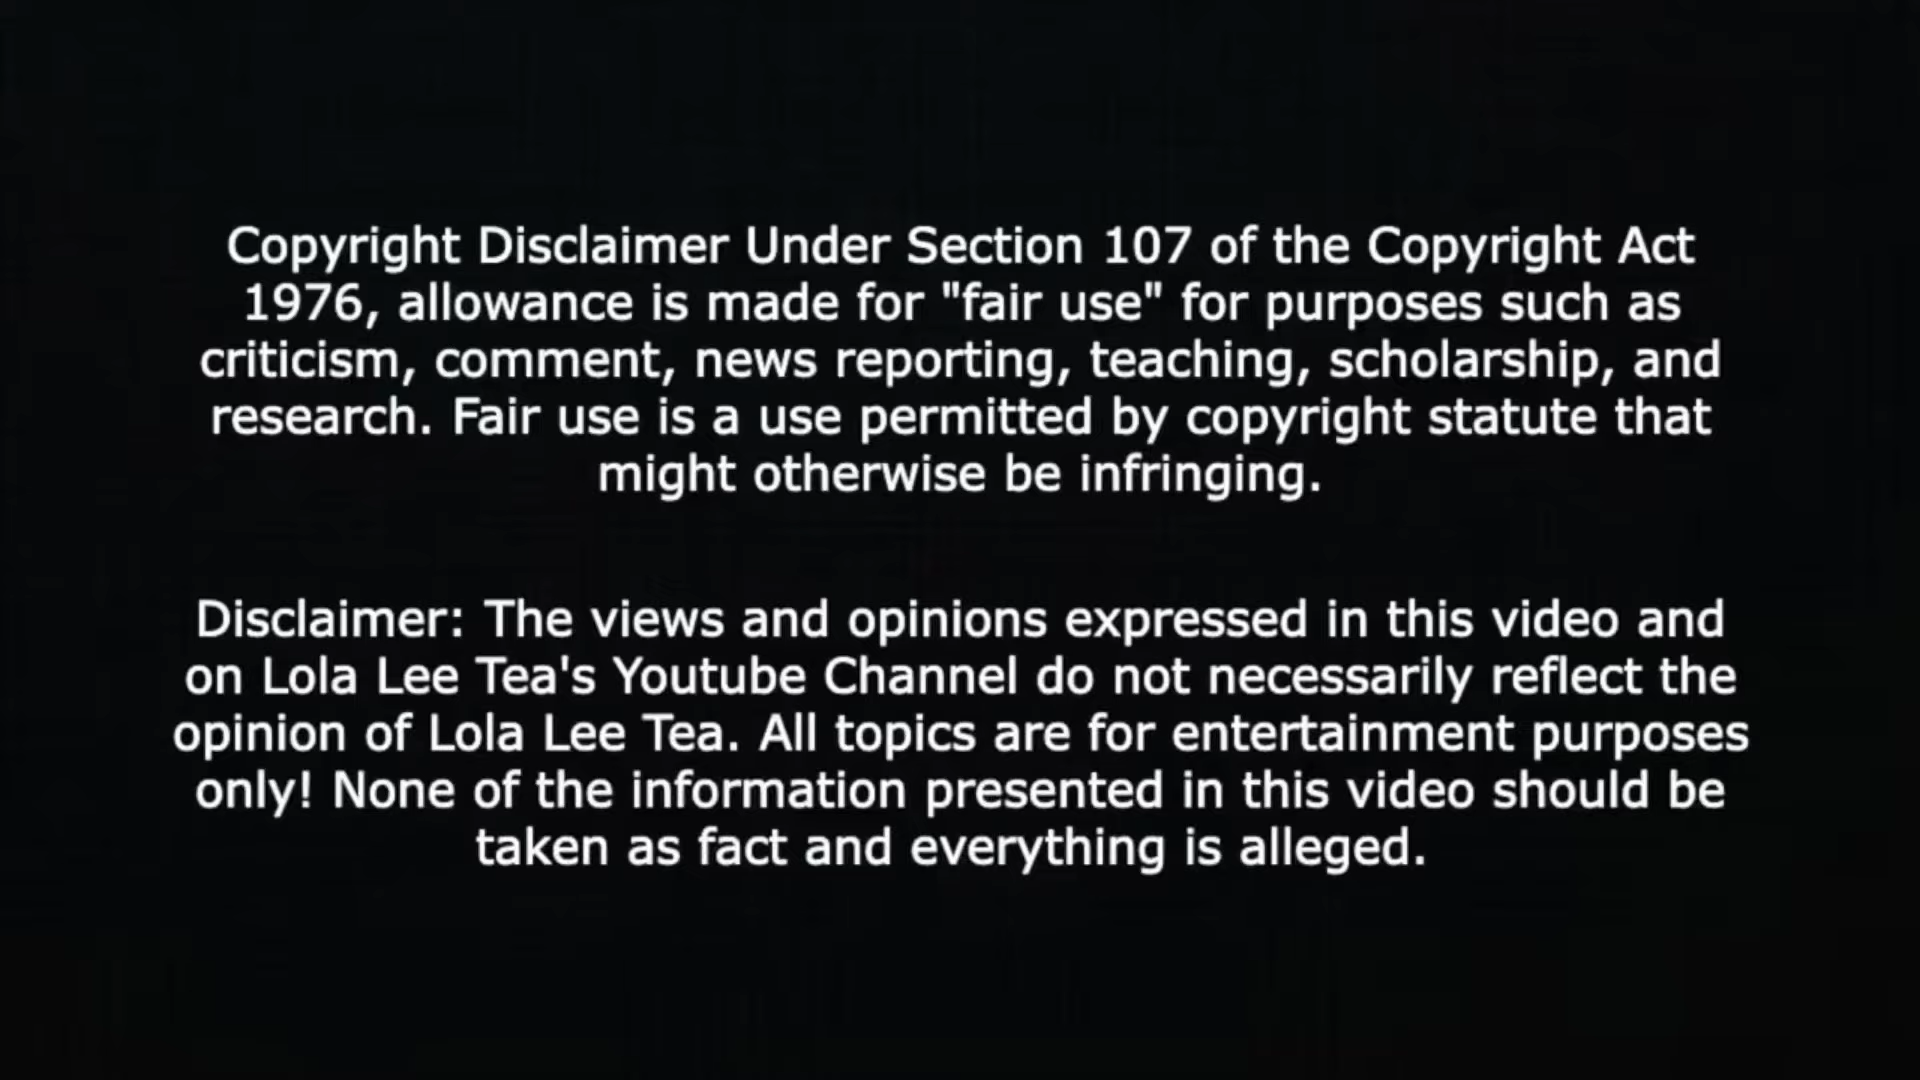 Copyright Disclaimer Under Section 107 of the Copyright Act
1976, allowance is made for "fair use" for purposes such as
criticism, comment, news reporting, teaching, scholarship, and
research. Fair use is a use permitted by copyright statute that
might otherwise be infringing.
Disclaimer: The views and opinions expressed in this video and
on Lola Lee Tea's Youtube Channel do not necessarily reflect the
opinion of Lola Lee Tea. All topics are for entertainment purposes
only! None of the information presented in this video should be
taken as fact and everything is alleged.